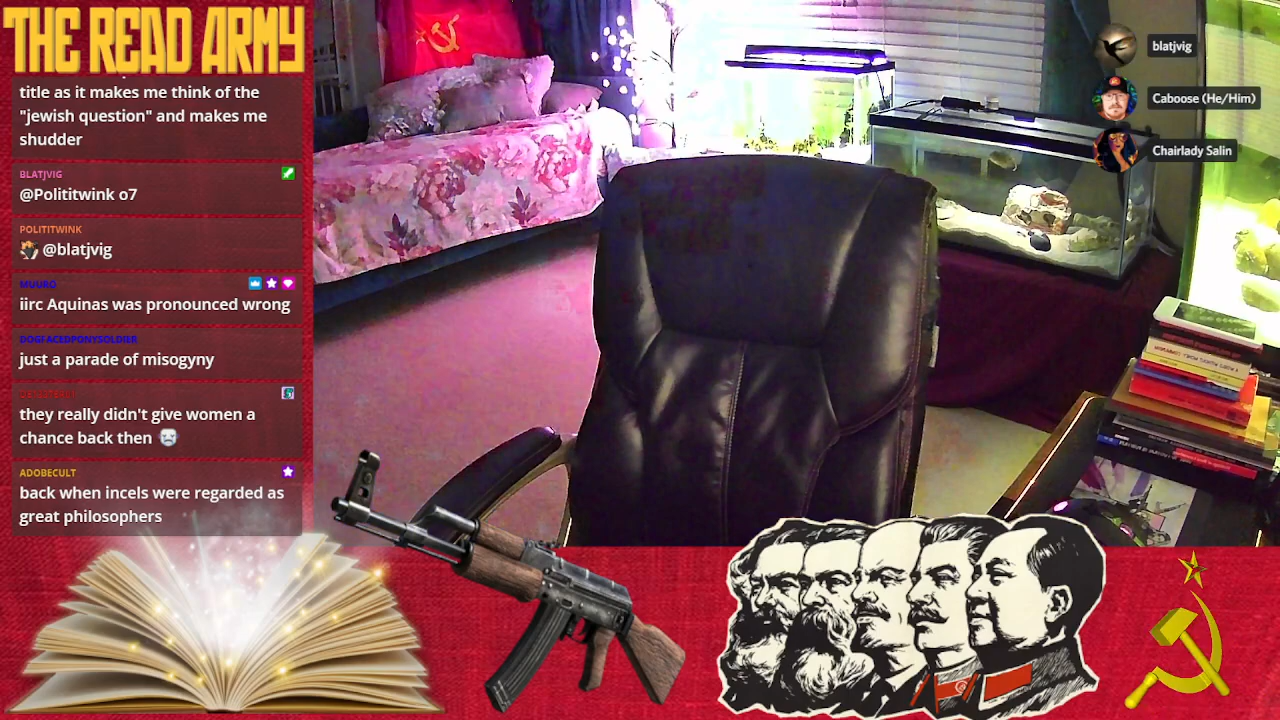 THE READ ARMY
title as it makes me think of the
"jewish question" and makes me
shudder
BLATJVIG
@Polititwink o7
POLITITWINK
@blatjvig
MUURO
iirc Aquinas was pronounced wrong
DOGFACEDPONYSOLDIER
just a parade of misogyny
they really didn't give women a
chance back then
ADOBECULT
back when incels were regarded as
great philosophers
blatjvig
Caboose (He/Him)
Chairlady Salin